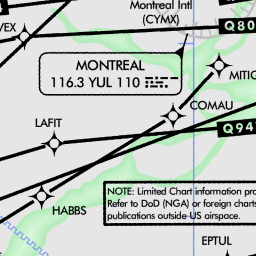 Montreal Intl
(CYMX)
VEX
Q80
MONTREAL
116.3 YUL 110
MITIG
COMAU
LAFIT
Q94
NOTE: Limited Chart information pro
Refer to DoD (NGA) or foreign charts
publications outside US airspace.
HABBS
EPTUL